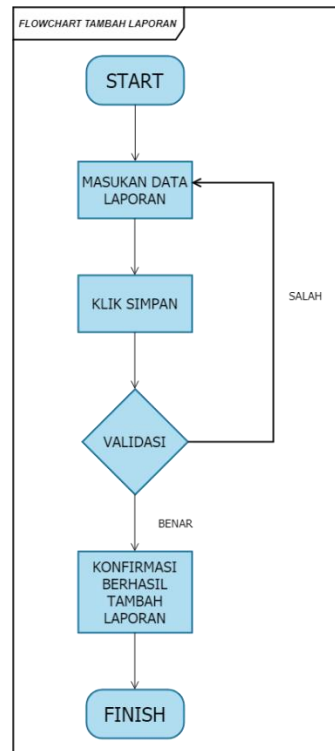 FLOWCHART TAMBAH LAPORAN
START
MASUKAN DATA
LAPORAN
KLIK SIMPAN
SALAH
VALIDASI
BENAR
KONFIRMASI
BERHASIL
TAMBAH
LAPORAN
FINISH